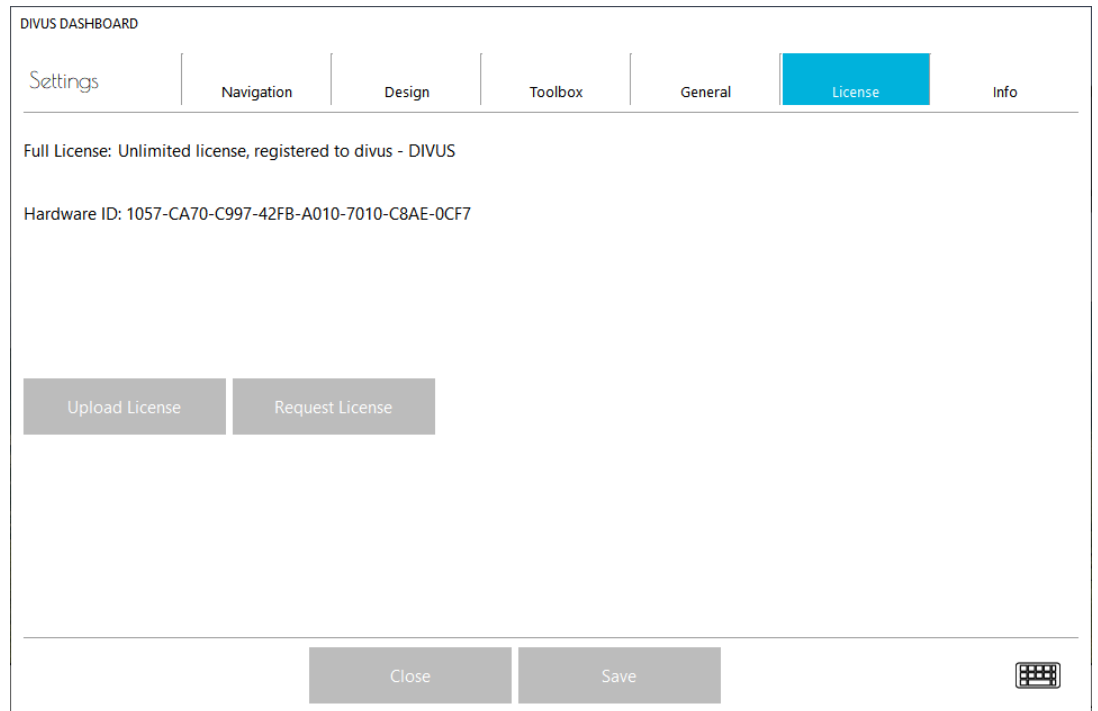 DIVUS DASHBOARD
Settings
Navigation
Design
Toolbox
General
License
Info
Full License: Unlimited license, registered to divus - DIVUS
Hardware ID: 1057-CA70-C997-42FB-A010-7010-C8AE-0CF7
Upload License
Request License
Close
Save